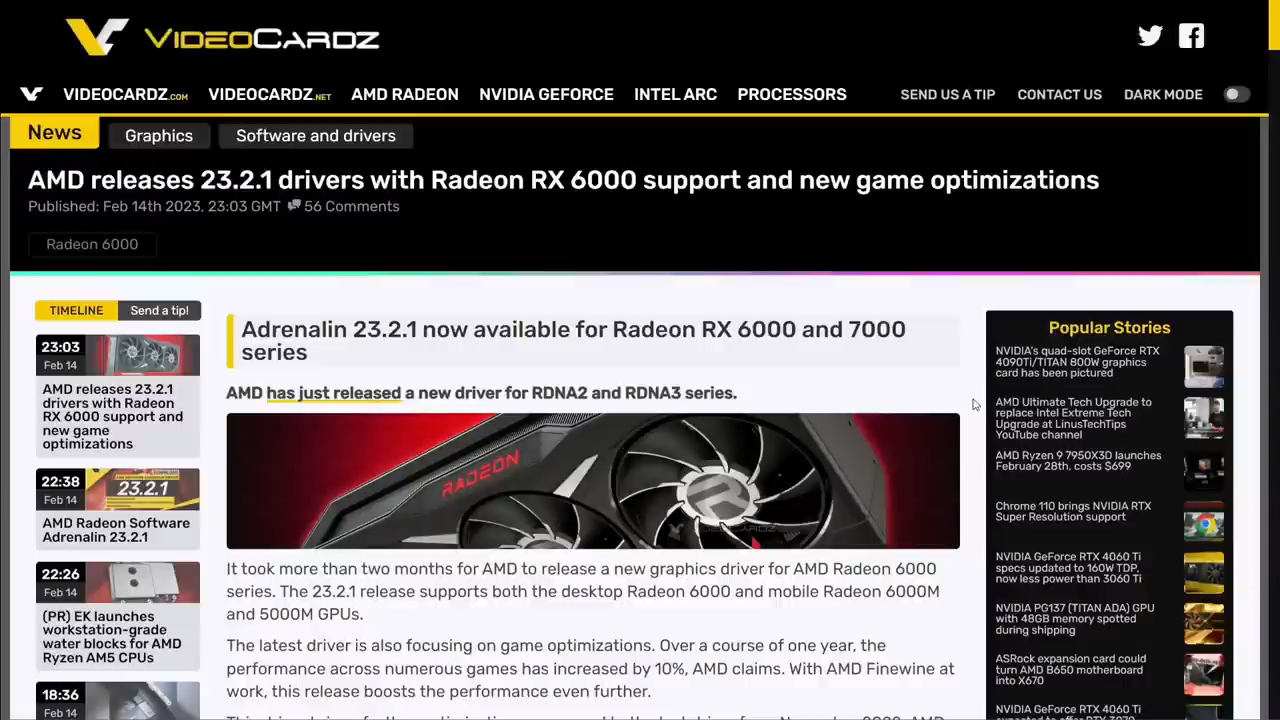 VIDEOCARDZ
VIDEOCARDZ.COM VIDEOCARDZ.NET AMD RADEON NVIDIA GEFORCE INTEL ARC PROCESSORS SEND US A TIP CONTACT US DARK MODE
News Graphics Software and drivers
AMD releases 23.2.1 drivers with Radeon RX 6000 support and new game optimizations
Published: Feb 14th 2023, 23:03 GMT 56 Comments
Radeon 6000
TIMELINE Send a tip!
23:03
Feb 14
AMD releases 23.2.1
drivers with Radeon
RX 6000 support and
new game
optimizations
22:38
Feb 14
23.2.1
AMD Radeon Software
Adrenalin 23.2.1
22:26
Feb 14
(PR) EK launches
workstation-grade
water blocks for AMD
Ryzen AM5 CPUs
18:36
Feb 14
Adrenalin 23.2.1 now available for Radeon RX 6000 and 7000
series
AMD has just released a new driver for RDNA2 and RDNA3 series.
RADEON
VIDEOCARDZ
It took more than two months for AMD to release a new graphics driver for AMD Radeon 6000
series. The 23.2.1 release supports both the desktop Radeon 6000 and mobile Radeon 6000M
and 5000M GPUs.
The latest driver is also focusing on game optimizations. Over a course of one year, the
performance across numerous games has increased by 10%, AMD claims. With AMD Finewine at
work, this release boosts the performance even further.
Popular Stories
NVIDIA's quad-slot GeForce RTX
4090Ti/TITAN 800W graphics
card has been pictured
AMD Ultimate Tech Upgrade to
replace Intel Extreme Tech
Upgrade at LinusTechTips
YouTube channel
AMD Ryzen 9 7950X3D launches
February 28th, costs $699
Chrome 110 brings NVIDIA RTX
Super Resolution support
NVIDIA GeForce RTX 4060 Ti
specs updated to 160W TDP,
now less power than 3060 Ti
NVIDIA PG137 (TITAN ADA) GPU
with 48GB memory spotted
during shipping
ASRock expansion card could
turn AMD B650 motherboard
into X670
NVIDIA GeForce RTX 4060 Ti